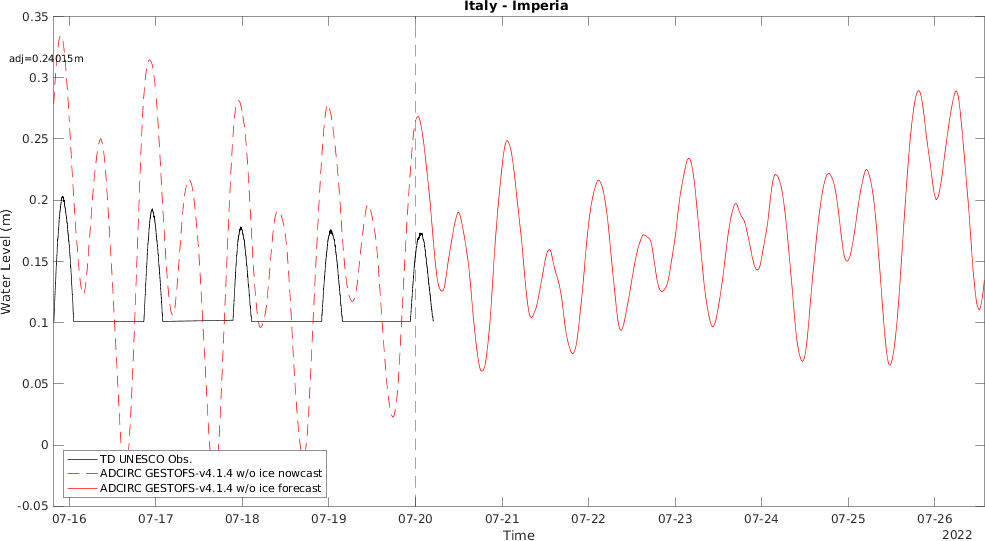 Italy - Imperia
0.35
adj=0.24015m
0.3
0.25
0.2
0.15
0.1
0.05
0
-0.05
Water Level (m)
TD UNESCO Obs.
ADCIRC GESTOFS-v4.1.4 w/o ice nowcast
ADCIRC GESTOFS-v4.1.4 w/o ice forecast
07-16 07-17 07-18 07-19 07-20 07-21 07-22 07-23 07-24 07-25 07-26
Time
2022